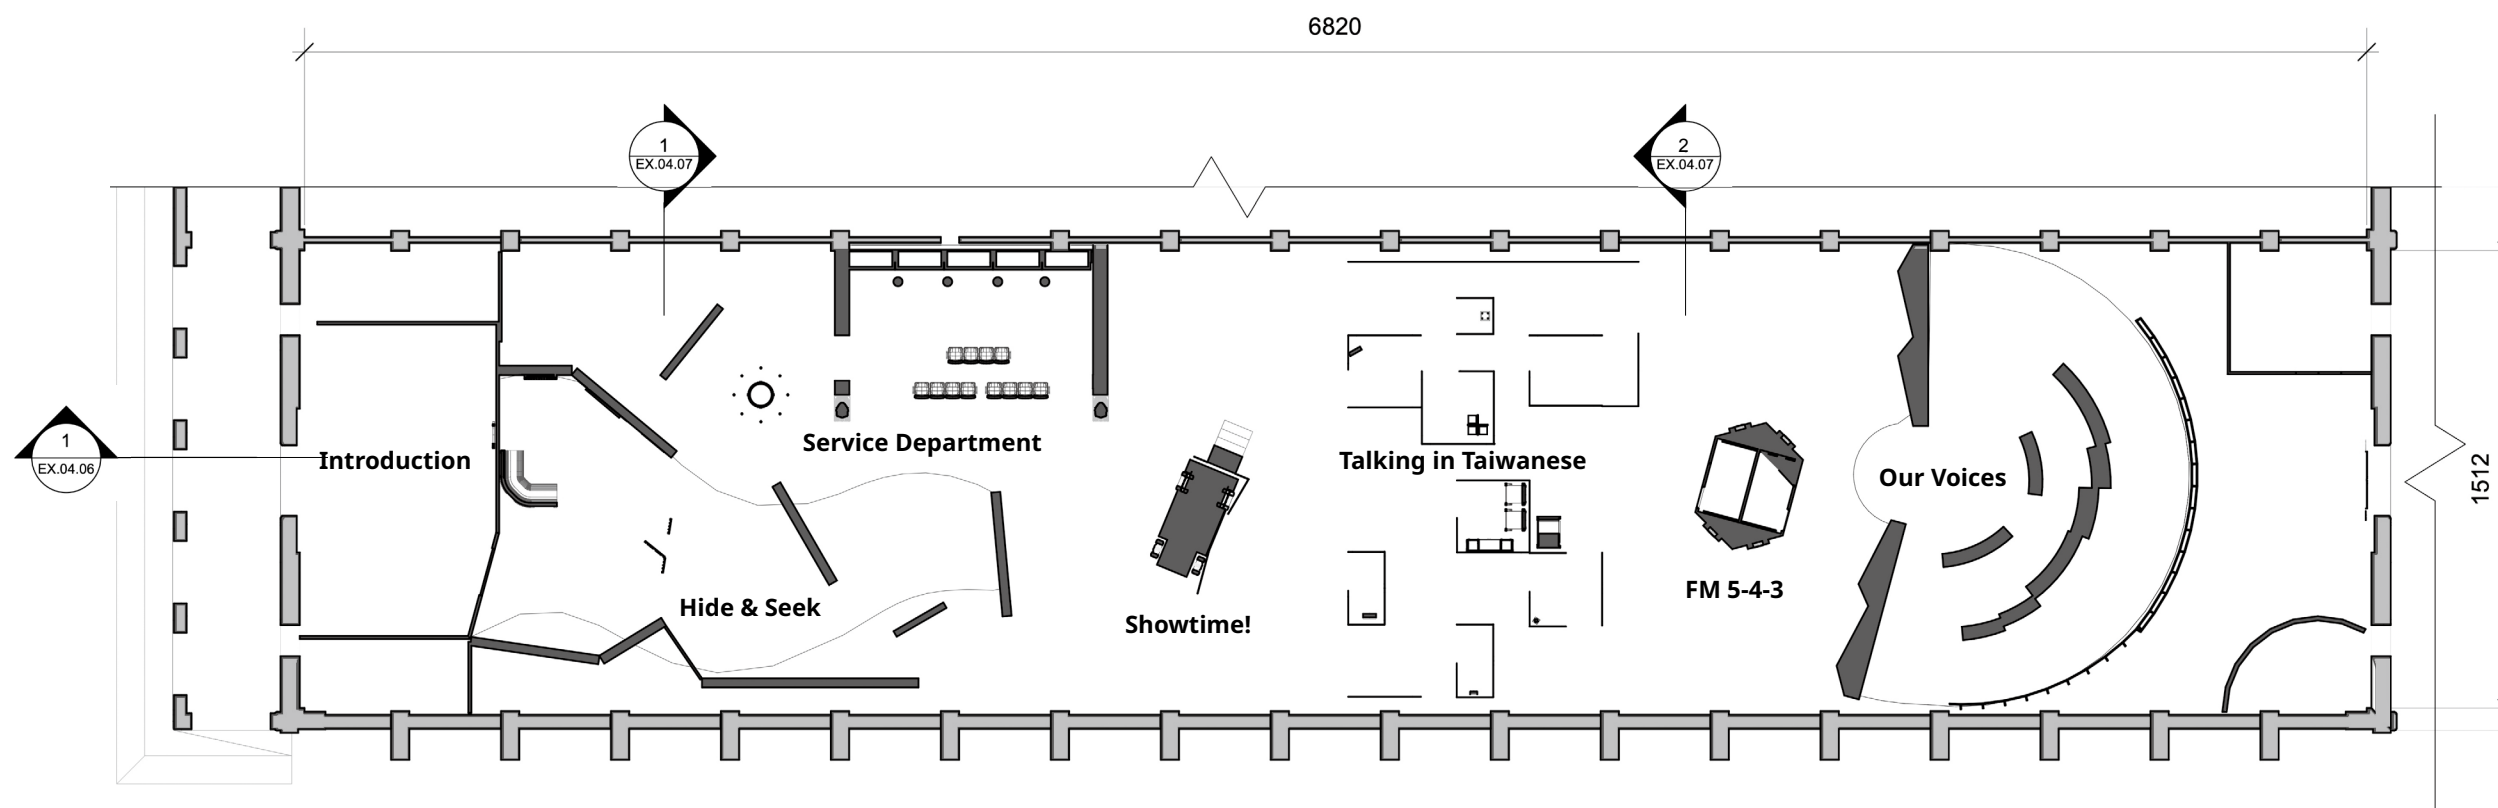 6820
1
EX.04.07
2
EX.04.07
1
EX.04.06
Introduction
Service Department
Talking in Taiwanese
Our Voices
1512
Hide & Seek
Showtime!
FM 5-4-3